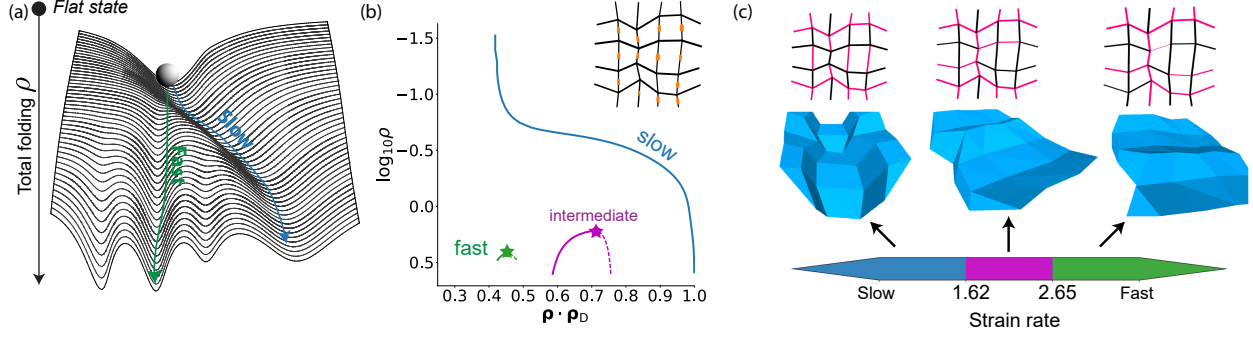 (a)
Flat state
Total folding ρ
Slow
Fast
(b)
log₁₀ρ
−1.5
−1.0
−0.5
0.0
0.5
slow
intermediate
fast
0.3 0.4 0.5 0.6 0.7 0.8 0.9 1.0
ρ · ρ_D
(c)
Slow 1.62 2.65 Fast
Strain rate